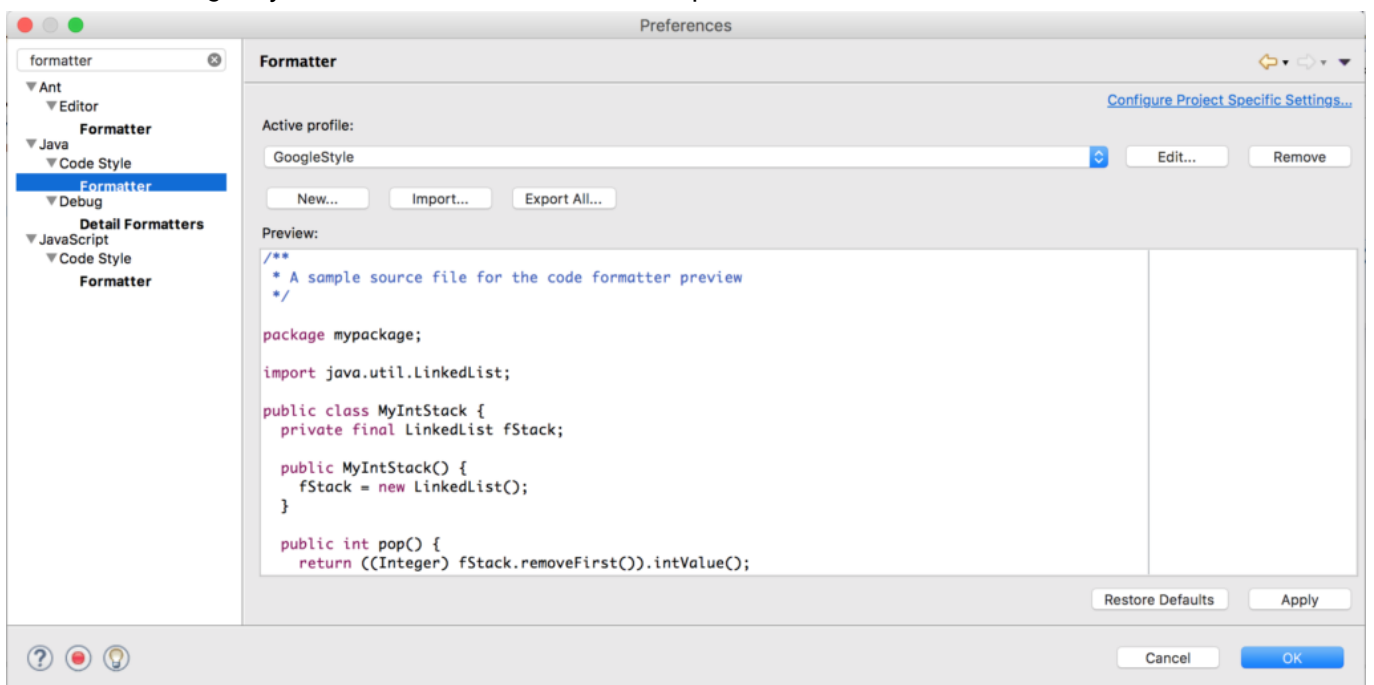 Preferences
formatter
Formatter
Ant
Editor
Formatter
Java
Code Style
Formatter
Debug
Detail Formatters
JavaScript
Code Style
Formatter
Configure Project Specific Settings...
Active profile:
GoogleStyle
Edit...
Remove
New...
Import...
Export All...
Preview:
/**
 * A sample source file for the code formatter preview
 */
package mypackage;
import java.util.LinkedList;
public class MyIntStack {
  private final LinkedList fStack;
  public MyIntStack() {
    fStack = new LinkedList();
  }
  public int pop() {
    return ((Integer) fStack.removeFirst()).intValue();
Restore Defaults
Apply
?
Cancel
OK